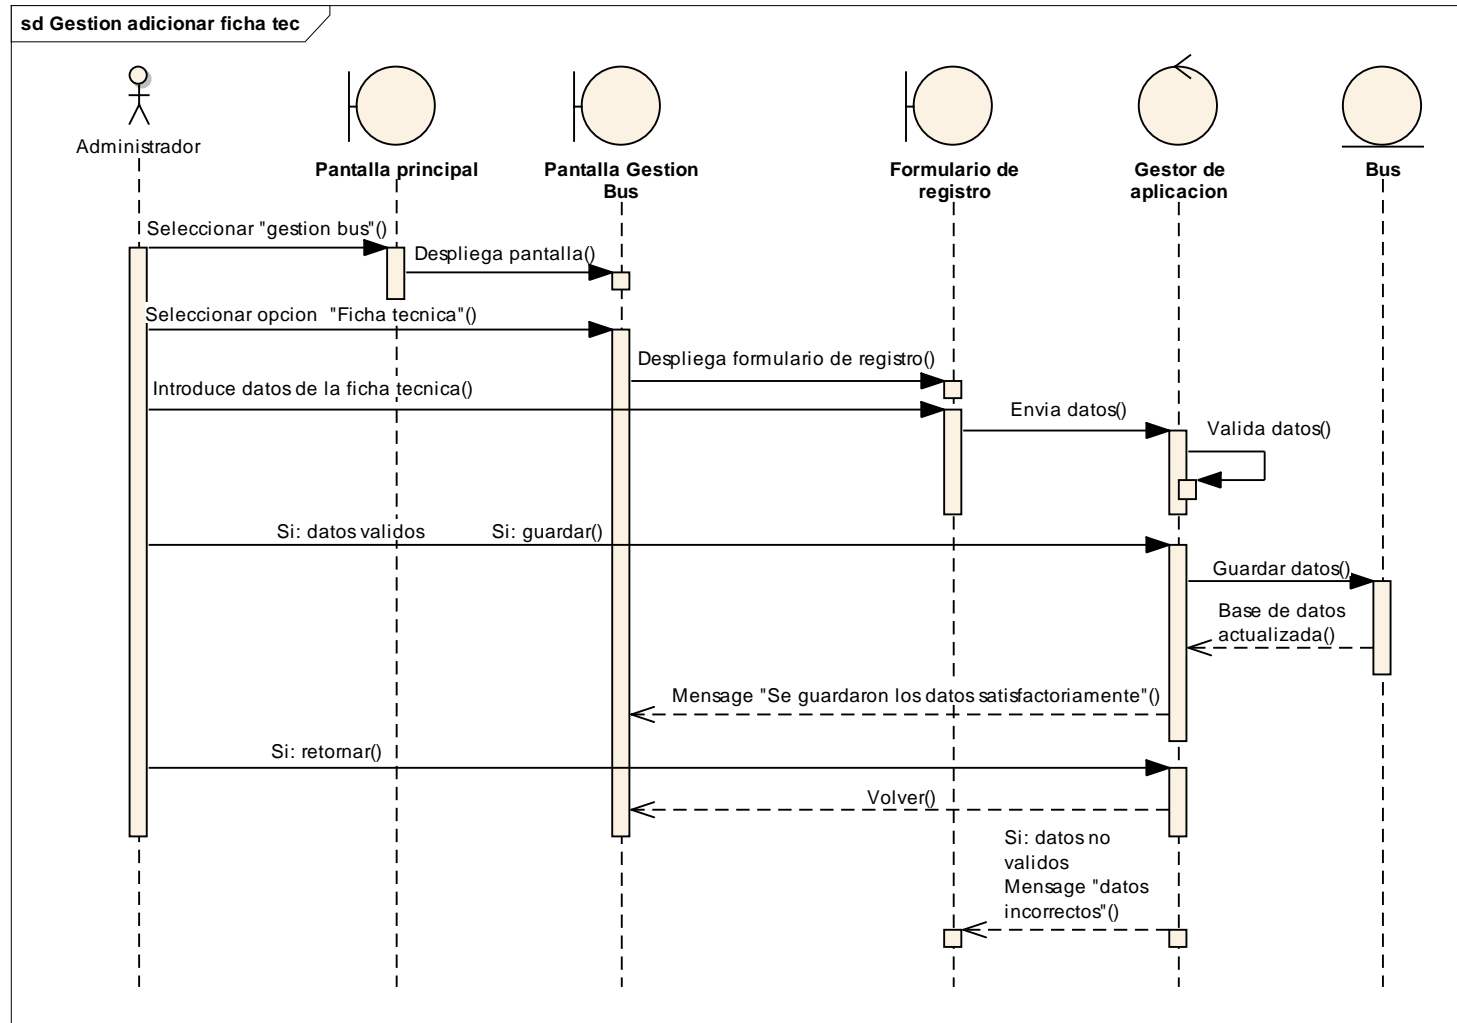 sd Gestion adicionar ficha tec
Administrador
Pantalla principal
Pantalla Gestion
Bus
Formulario de
registro
Gestor de
aplicacion
Bus
Seleccionar "gestion bus"()
Despliega pantalla()
Seleccionar opcion "Ficha tecnica"()
Despliega formulario de registro()
Introduce datos de la ficha tecnica()
Envia datos()
Valida datos()
Si: datos validos Si: guardar()
Guardar datos()
Base de datos
actualizada()
Mensage "Se guardaron los datos satisfactoriamente"()
Si: retornar()
Volver()
Si: datos no
validos
Mensage "datos
incorrectos"()